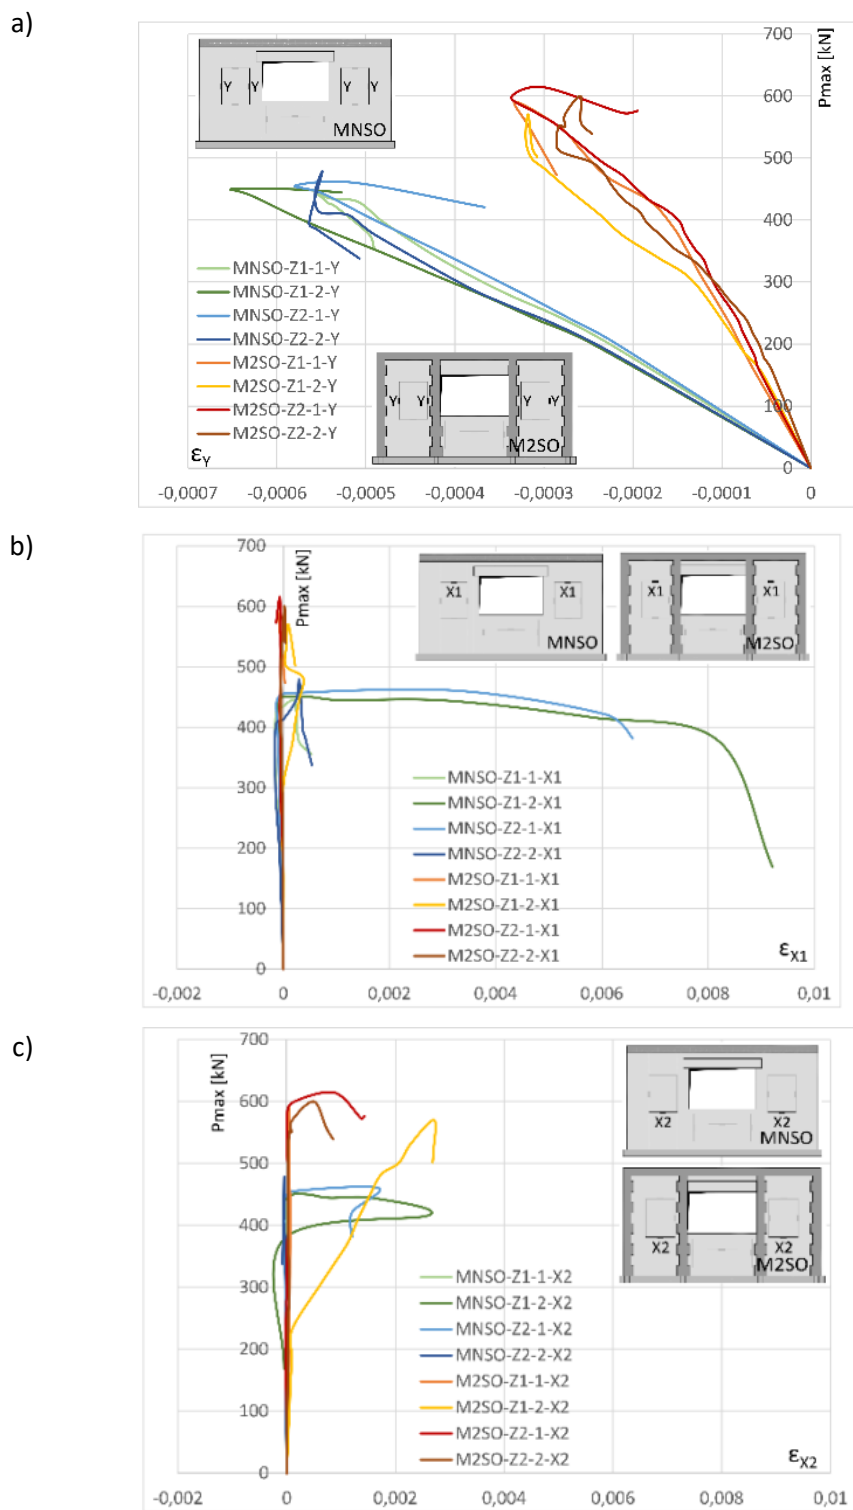 a)
700
Pmax [kN]
600
500
400
300
200
100
0
Y Y Y Y
MNSO
MNSO-Z1-1-Y
MNSO-Z1-2-Y
MNSO-Z2-1-Y
MNSO-Z2-2-Y
M2SO-Z1-1-Y
M2SO-Z1-2-Y
M2SO-Z2-1-Y
M2SO-Z2-2-Y
Y Y Y Y
M2SO
εY
-0,0007 -0,0006 -0,0005 -0,0004 -0,0003 -0,0002 -0,0001 0
b)
700
Pmax [kN]
600
500
400
300
200
100
0
X1 X1
MNSO
X1 X1
M2SO
MNSO-Z1-1-X1
MNSO-Z1-2-X1
MNSO-Z2-1-X1
MNSO-Z2-2-X1
M2SO-Z1-1-X1
M2SO-Z1-2-X1
M2SO-Z2-1-X1
M2SO-Z2-2-X1
εX1
-0,002 0 0,002 0,004 0,006 0,008 0,01
c)
700
Pmax [kN]
600
500
400
300
200
100
0
X2 X2
MNSO
X2 X2
M2SO
MNSO-Z1-1-X2
MNSO-Z1-2-X2
MNSO-Z2-1-X2
MNSO-Z2-2-X2
M2SO-Z1-1-X2
M2SO-Z1-2-X2
M2SO-Z2-1-X2
M2SO-Z2-2-X2
εX2
-0,002 0 0,002 0,004 0,006 0,008 0,01